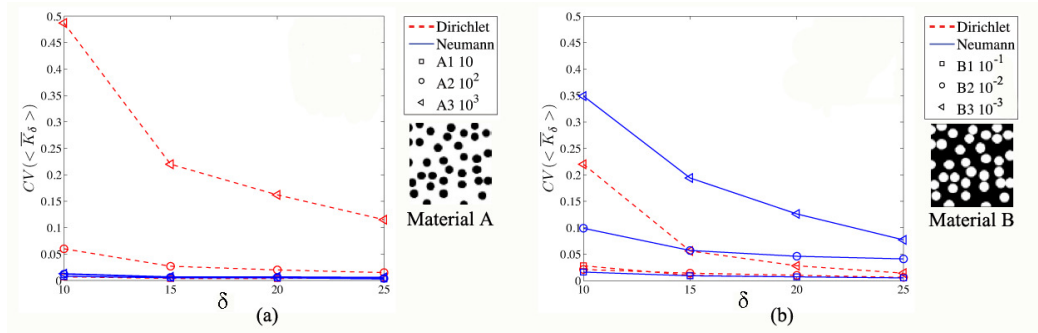 0.5
0.45
0.4
0.35
0.3
0.25
0.2
0.15
0.1
0.05
0
CV(< K̅δ >)
10
15
20
25
δ
(a)
Dirichlet
Neumann
A1 10
A2 10²
A3 10³
Material A
0.5
0.45
0.4
0.35
0.3
0.25
0.2
0.15
0.1
0.05
0
CV(< K̅δ >)
10
15
20
25
δ
(b)
Dirichlet
Neumann
B1 10⁻¹
B2 10⁻²
B3 10⁻³
Material B